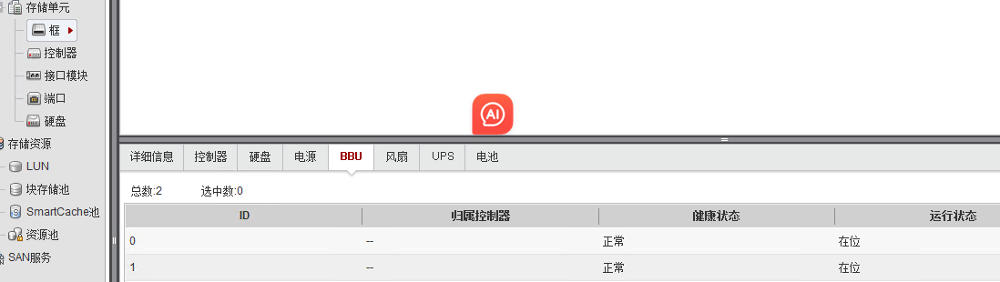 存储单元
框
控制器
接口模块
端口
硬盘
存储资源
LUN
块存储池
SmartCache池
资源池
SAN服务
AI
详细信息 控制器 硬盘 电源 BBU 风扇 UPS 电池
总数:2 选中数:0
ID 归属控制器 健康状态 运行状态
0 -- 正常 在位
1 -- 正常 在位